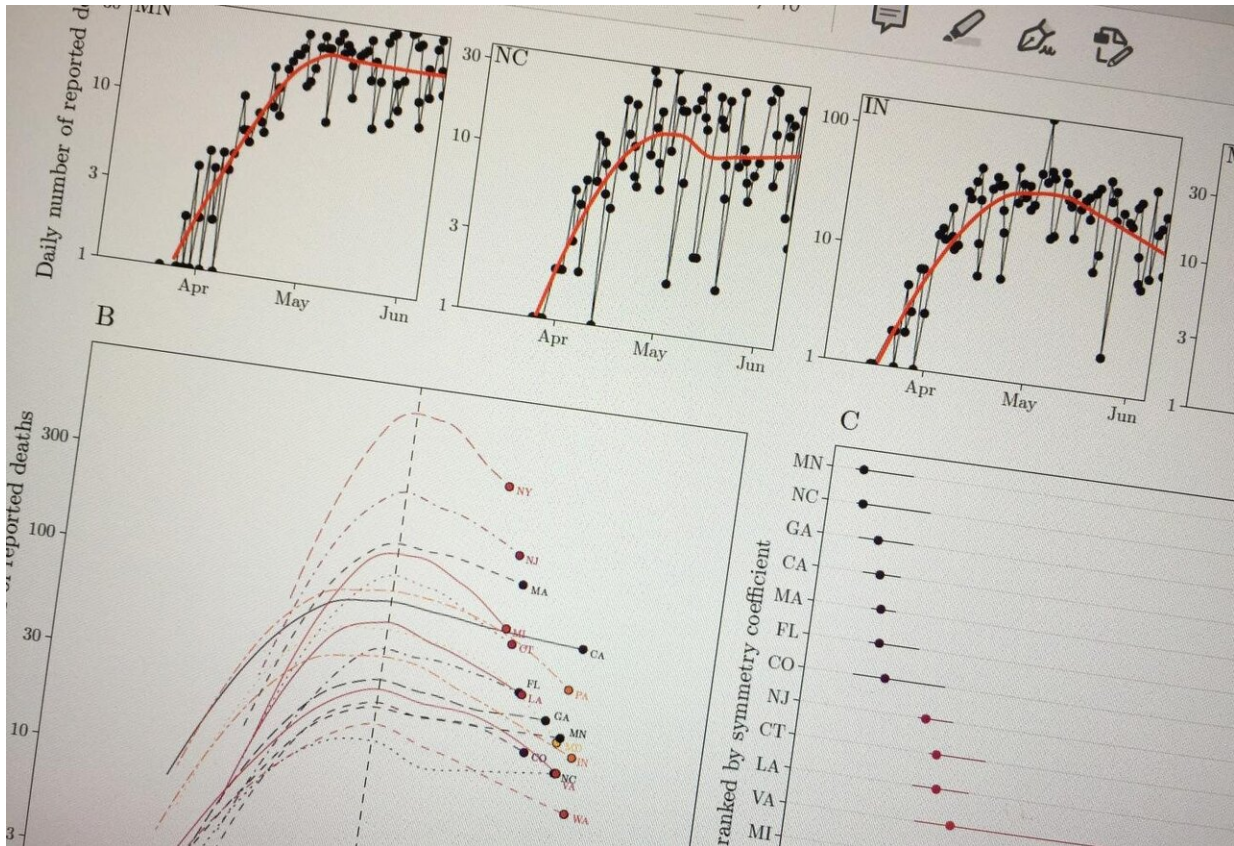 MN
10
3
1
Apr
May
Jun
Daily number of reported
NC
30
10
3
1
Apr
May
Jun
IN
100
10
1
Apr
May
Jun
30
10
3
1
B
300
100
30
10
3
reported deaths
NY
NJ
MA
MI
CT
CA
PA
FL
LA
GA
MN
IN
CO
NC
VA
WA
C
MN
NC
GA
CA
MA
FL
CO
NJ
CT
LA
VA
MI
ranked by symmetry coefficient